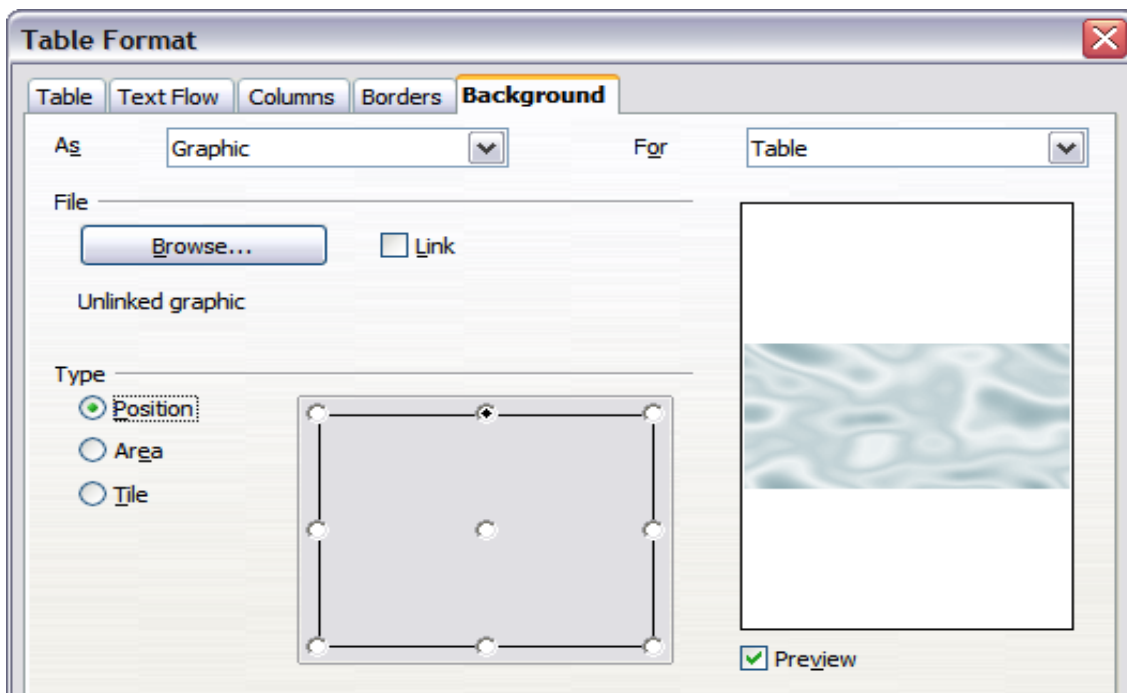 Table Format
Table Text Flow Columns Borders Background
As Graphic For Table
File
Browse... Link
Unlinked graphic
Type
Position
Area
Tile
Preview